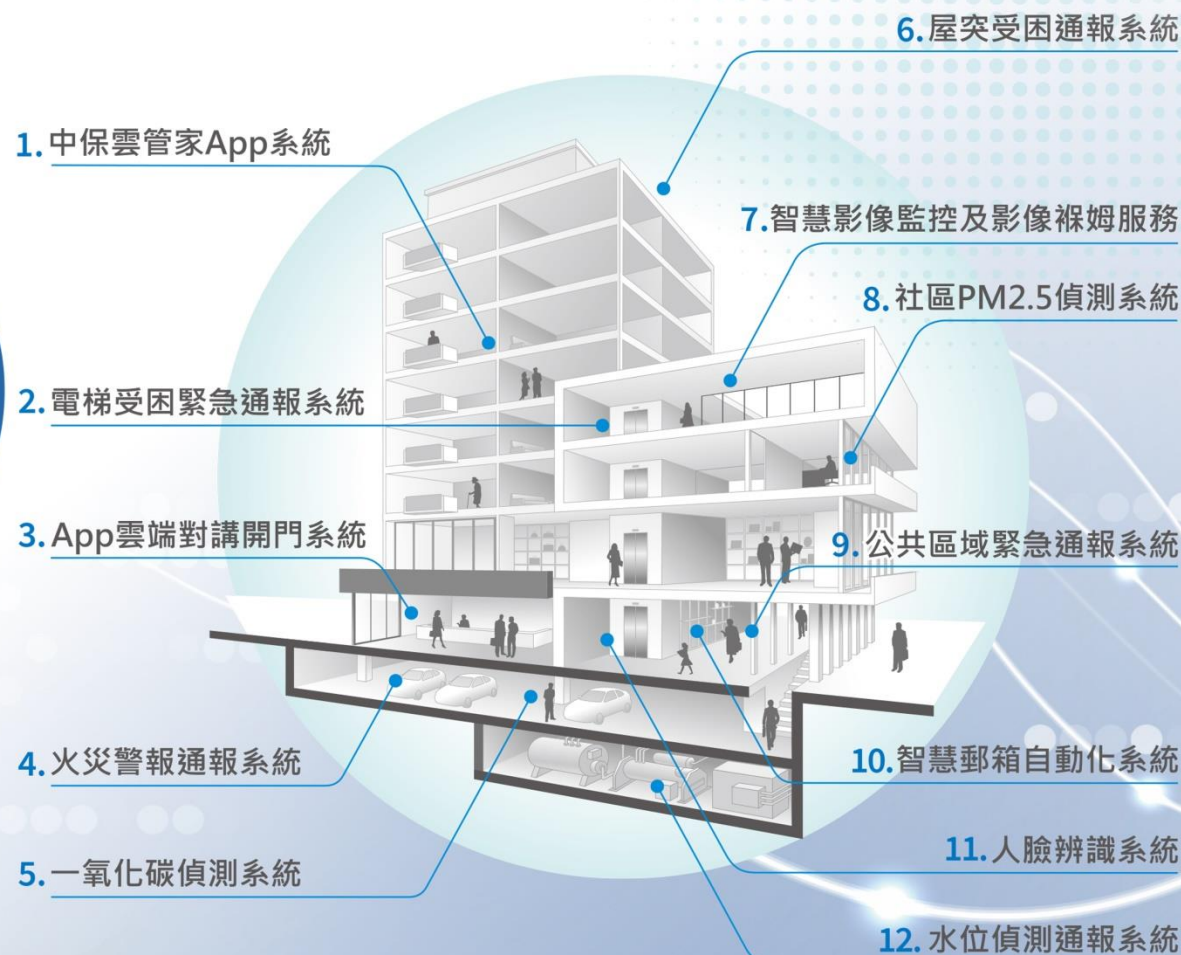 1.中保雲管家App系統
2.電梯受困緊急通報系統
3.App雲端對講開門系統
4.火災警報通報系統
5.一氧化碳偵測系統
6.屋突受困通報系統
7.智慧影像監控及影像褓姆服務
8.社區PM2.5偵測系統
9.公共區域緊急通報系統
10.智慧郵箱自動化系統
11.人臉辨識系統
12.水位偵測通報系統